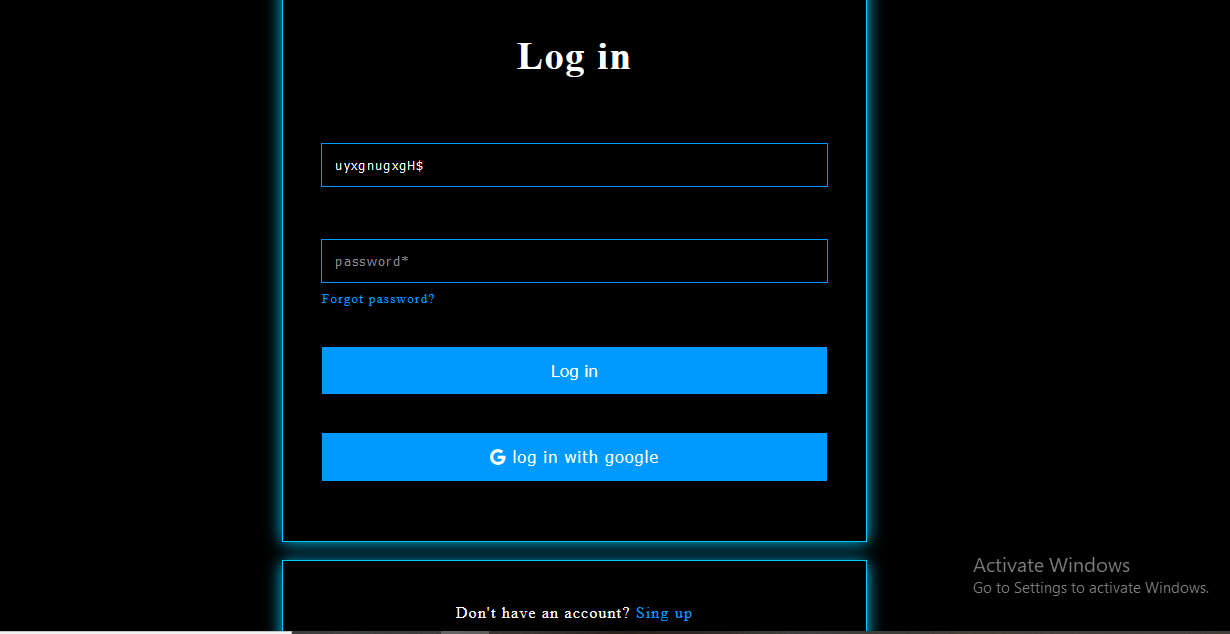 Log in
uyxgnugxgH$
password*
Forgot password?
Log in
G log in with google
Activate Windows
Go to Settings to activate Windows.
Don't have an account? Sing up